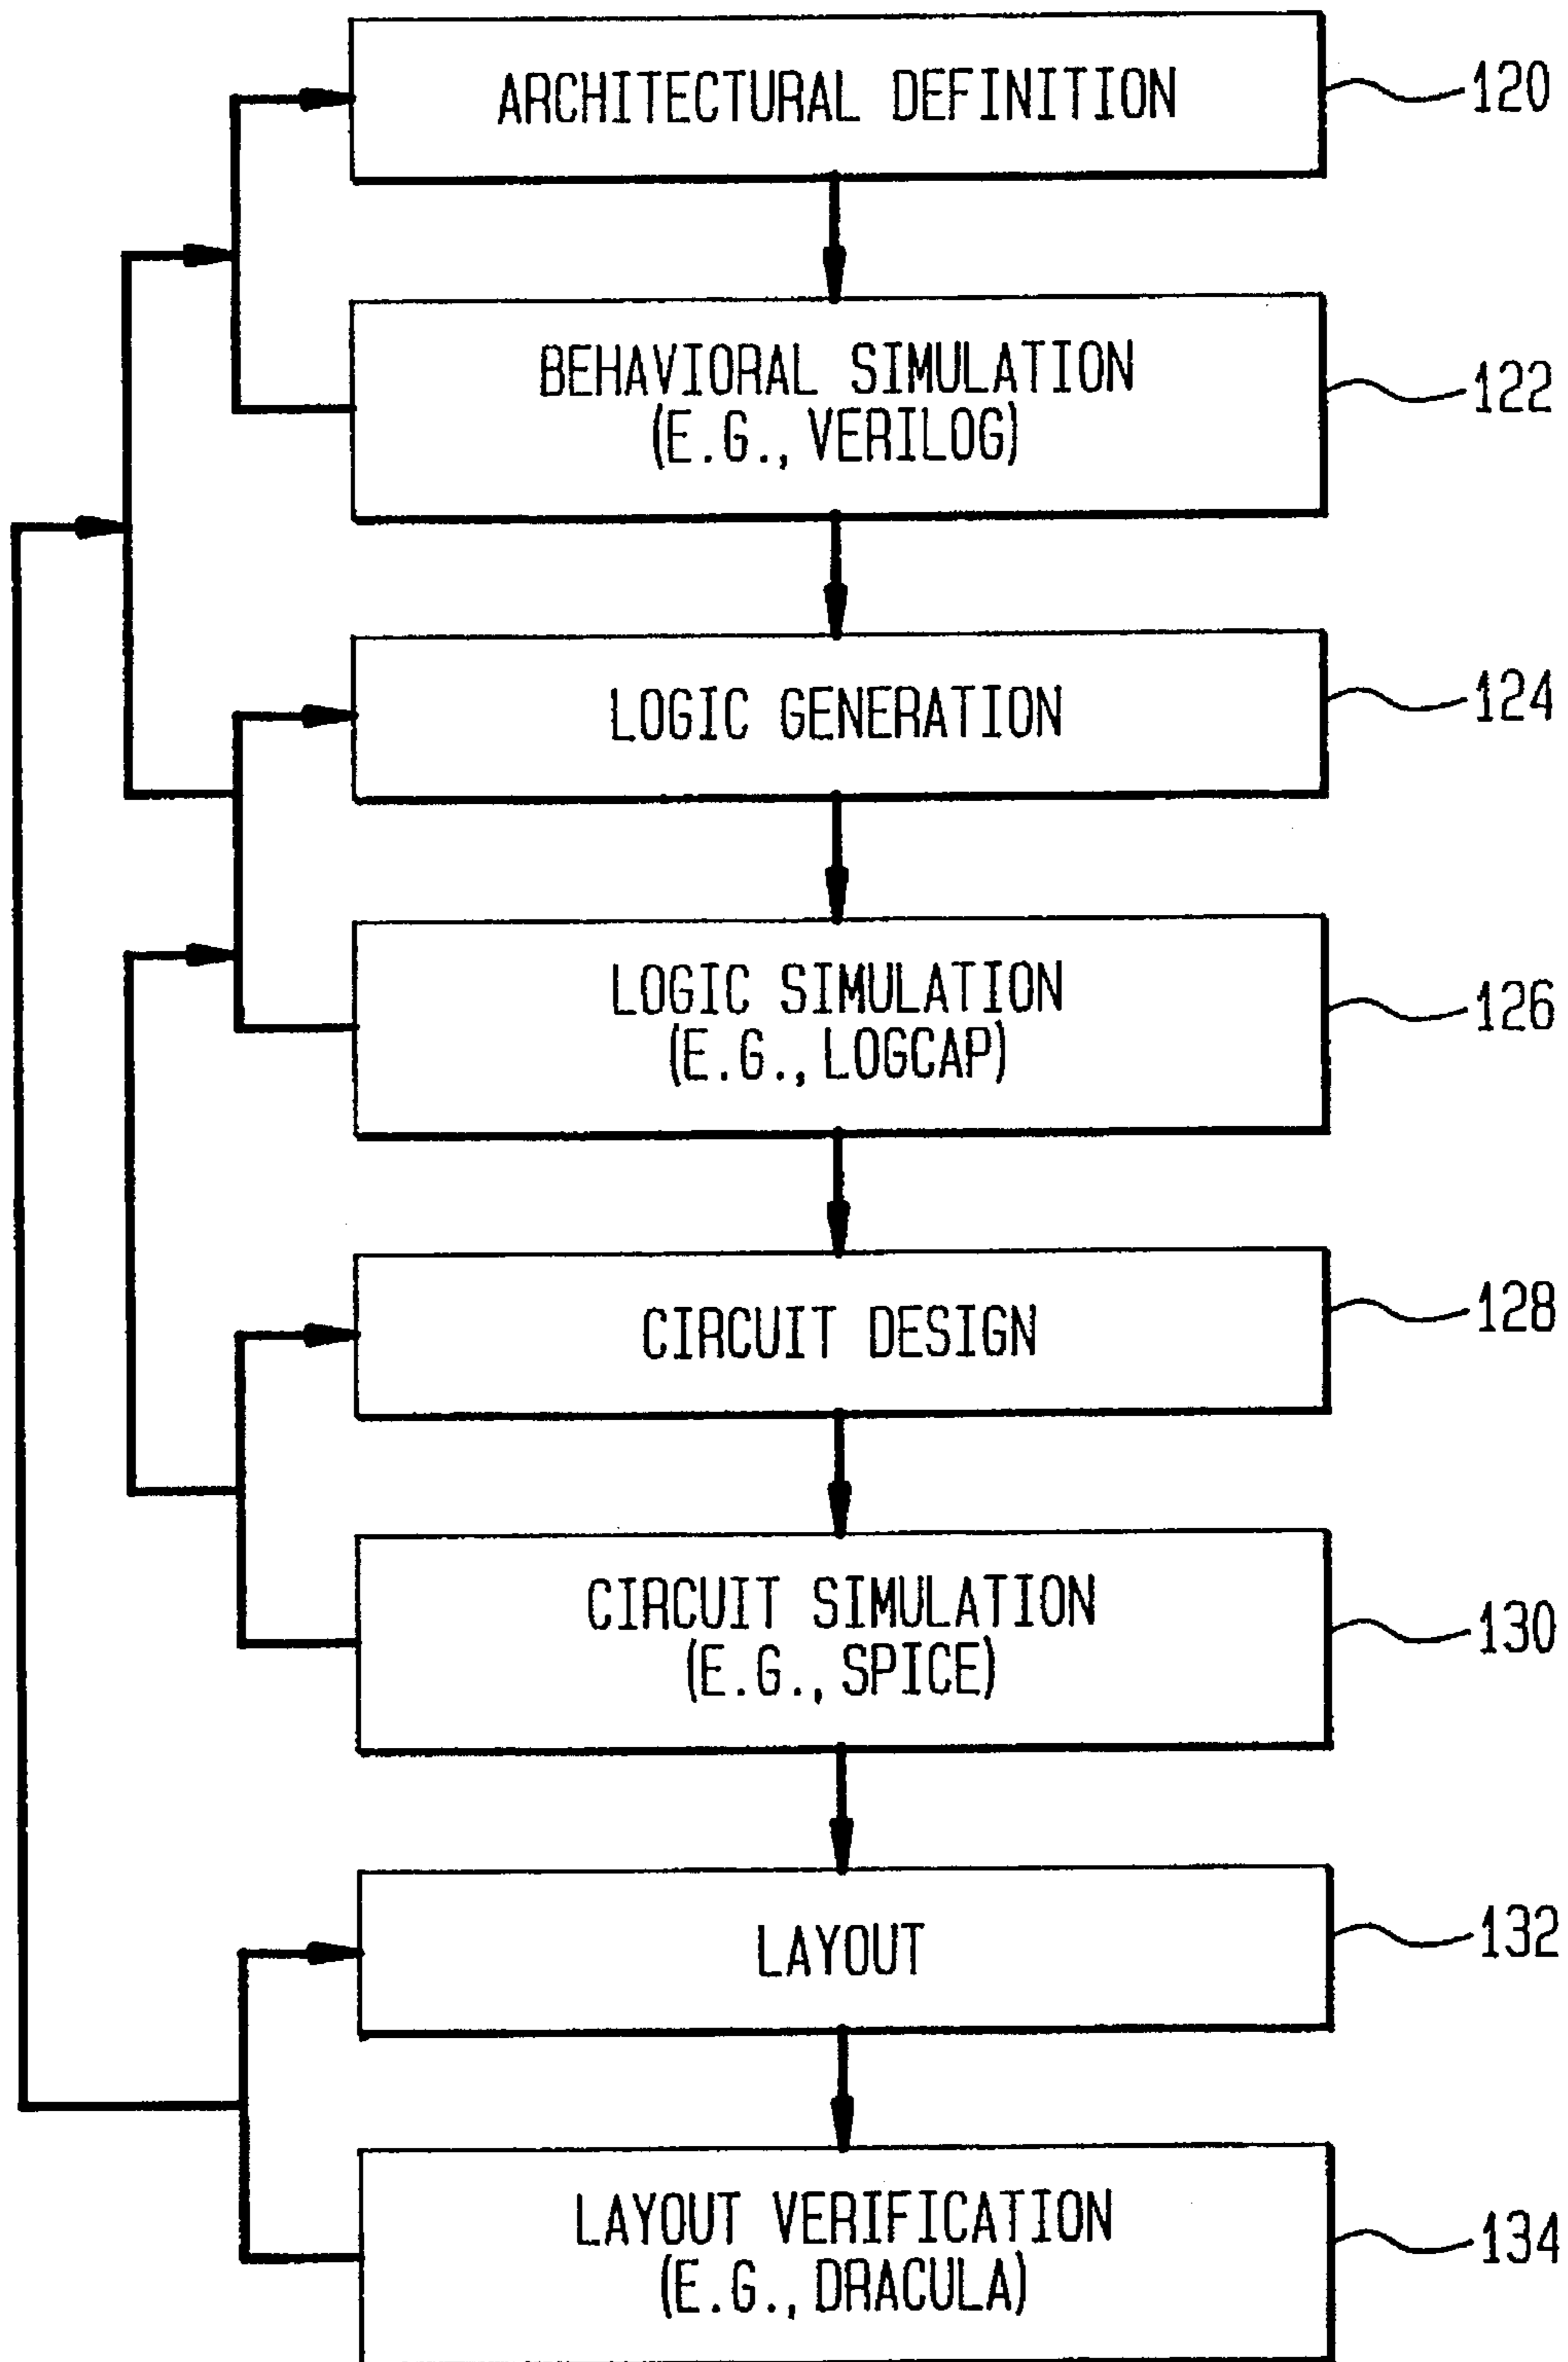 ARCHITECTURAL DEFINITION
120
BEHAVIORAL SIMULATION
(E.G., VERILOG)
122
LOGIC GENERATION
124
LOGIC SIMULATION
(E.G., LOGCAP)
126
CIRCUIT DESIGN
128
CIRCUIT SIMULATION
(E.G., SPICE)
130
LAYOUT
132
LAYOUT VERIFICATION
(E.G., DRACULA)
134